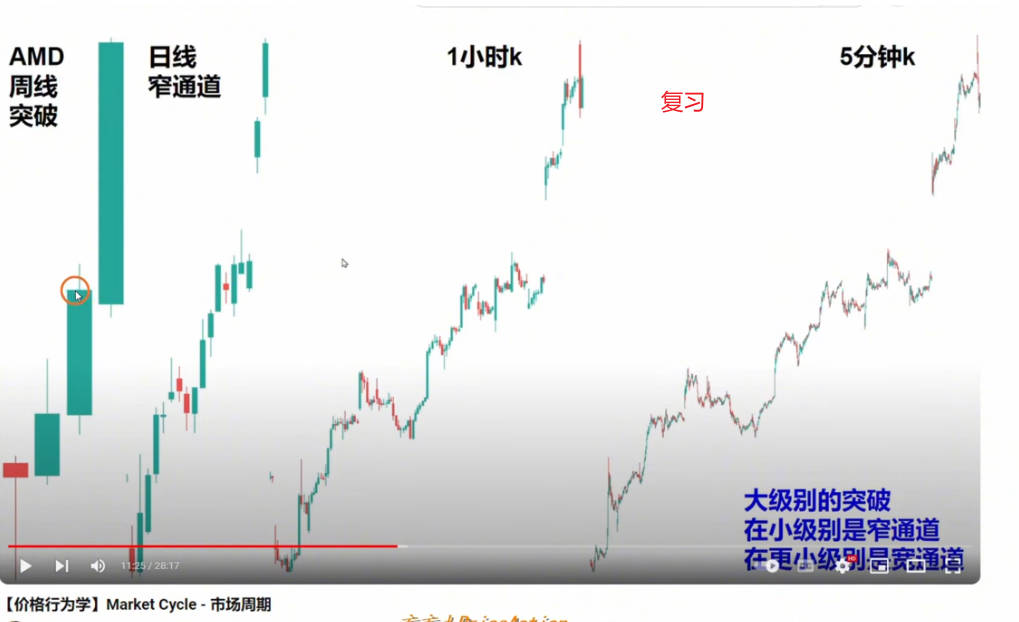 AMD
周线
突破
日线
窄通道
1小时k
5分钟k
复习
大级别的突破
在小级别是窄通道
在更小级别是宽通道
11:25 / 28:17
【价格行为学】Market Cycle - 市场周期